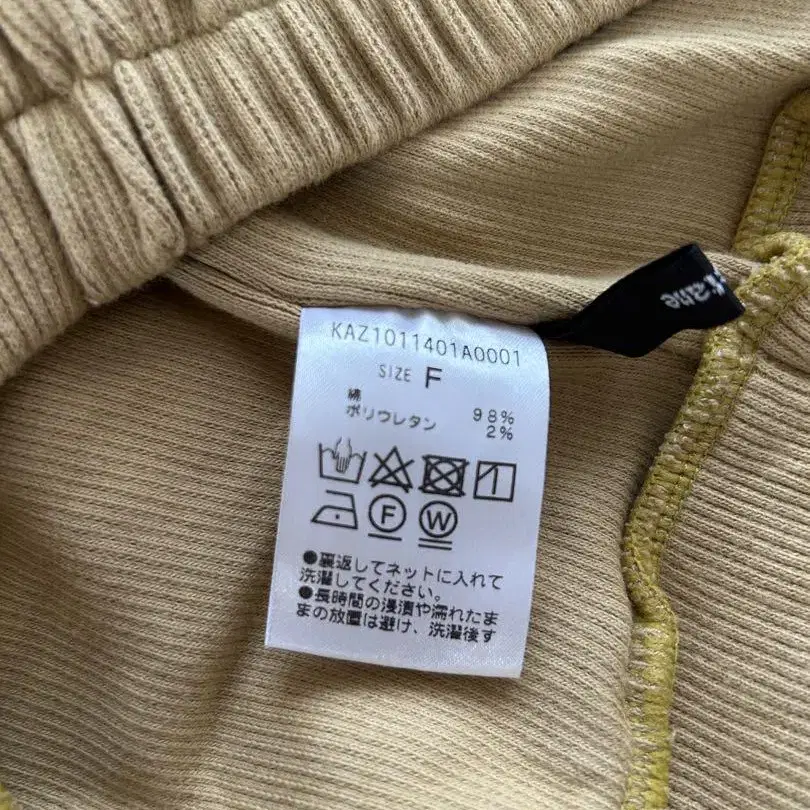 KAZ1011401A0001
SIZE F
綿 98%
ポリウレタン 2%
F W
●裏返してネットに入れて
洗濯してください。
●長時間の浸漬や濡れたま
まの放置は避け、洗濯後す